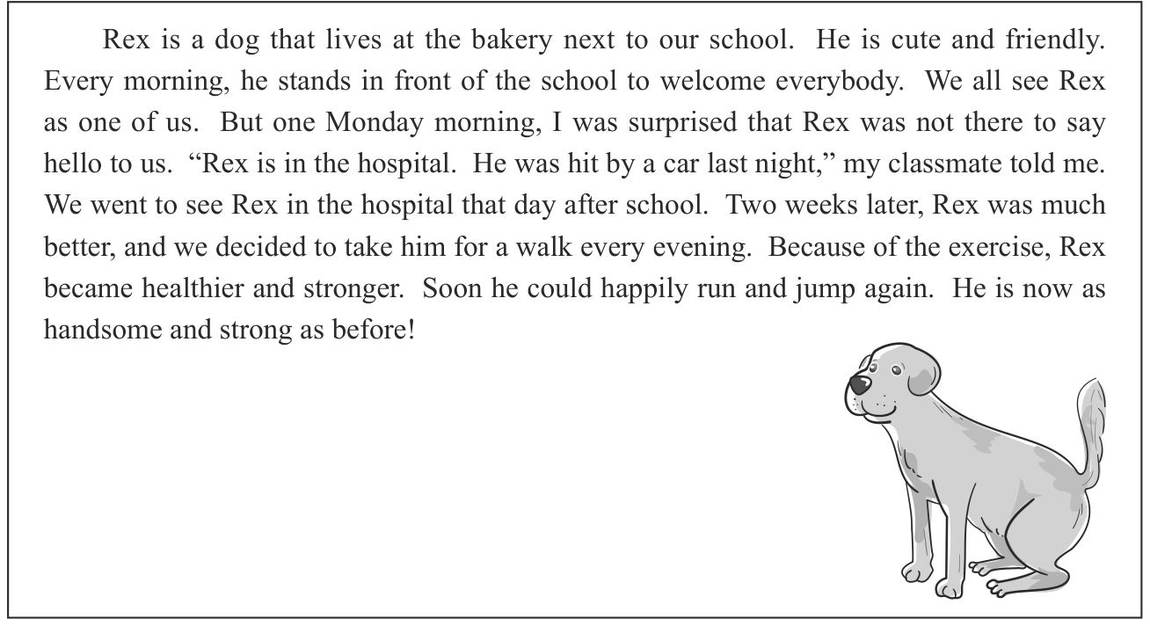 Rex is a dog that lives at the bakery next to our school. He is cute and friendly.
Every morning, he stands in front of the school to welcome everybody. We all see Rex
as one of us. But one Monday morning, I was surprised that Rex was not there to say
hello to us. “Rex is in the hospital. He was hit by a car last night,” my classmate told me.
We went to see Rex in the hospital that day after school. Two weeks later, Rex was much
better, and we decided to take him for a walk every evening. Because of the exercise, Rex
became healthier and stronger. Soon he could happily run and jump again. He is now as
handsome and strong as before!